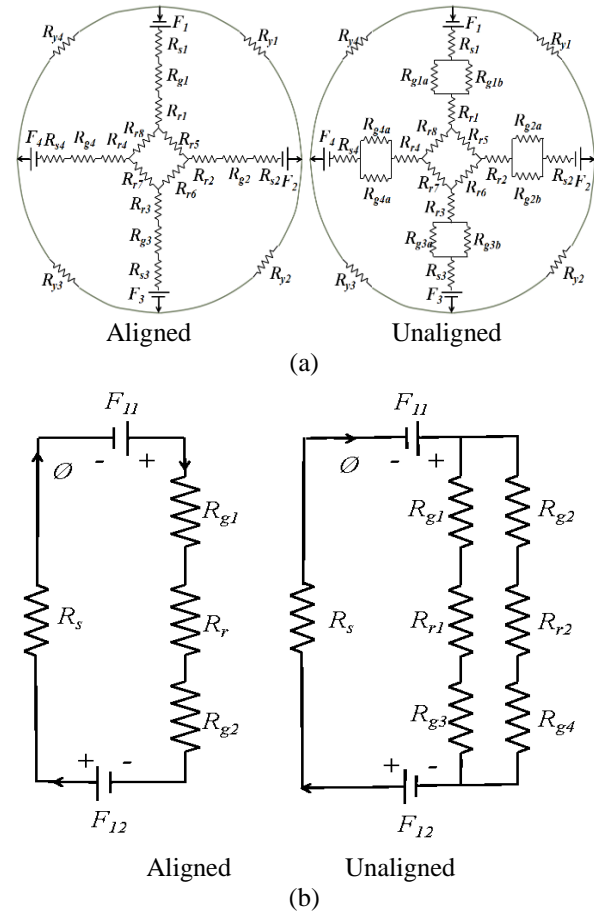 F1
Ry4
Rs1
Ry1
Rg1
Rr1
Rr8
Rr5
F4 Rs4 Rg4 Rr4
Rr2 Rg2 Rs2 F2
Rr7
Rr6
Rr3
Rg3
Rs3
Ry3
Ry2
F3
Aligned
F1
Ry
Rs1
Ry1
Rg1a
Rg1b
Rr1
Rr8
Rr5
F4
Rs4
Rg4a
Rr4
Rg4a
Rg2a
Rr2
Rg2b
Rs2
F2
Rr7
Rr6
Rr3
Rg3a
Rg3b
Rs3
Ry3
Ry2
F3
Unaligned
(a)
F11
- +
Ø
Rg1
Rs
Rr
Rg2
+ -
F12
Aligned
F11
- +
Ø
Rg1
Rg2
Rs
Rr1
Rr2
Rg3
Rg4
+ -
F12
Unaligned
(b)